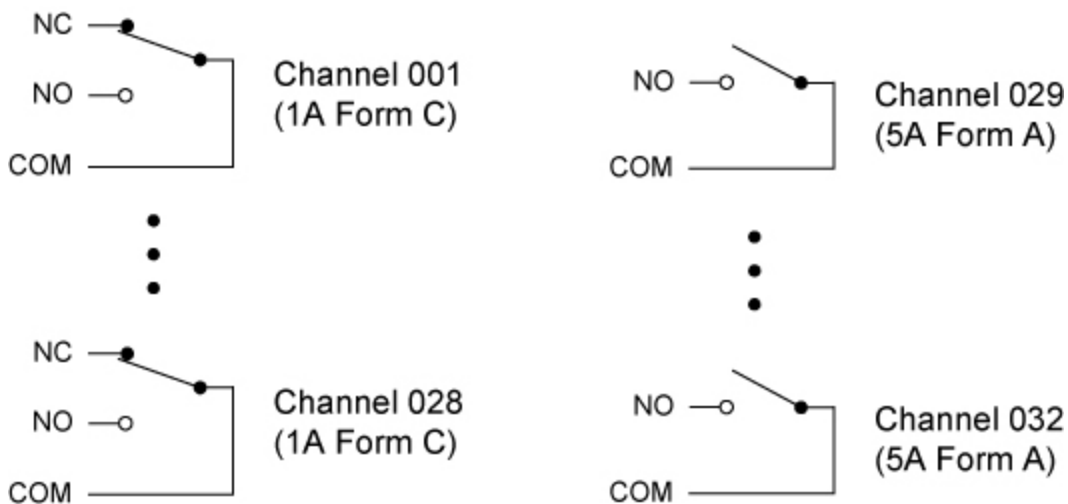 NC
NO
COM
Channel 001
(1A Form C)
NO
COM
Channel 029
(5A Form A)
NC
NO
COM
Channel 028
(1A Form C)
NO
COM
Channel 032
(5A Form A)